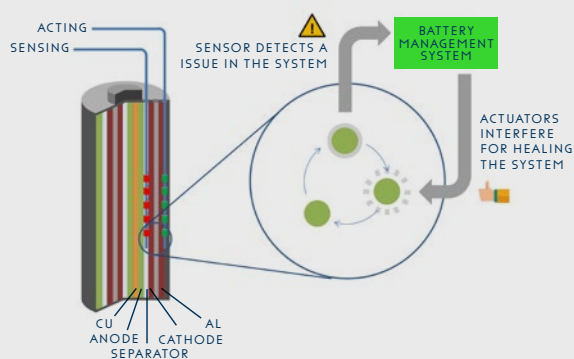 ACTING
SENSING
SENSOR DETECTS A
ISSUE IN THE SYSTEM
BATTERY
MANAGEMENT
SYSTEM
ACTUATORS
INTERFERE
FOR HEALING
THE SYSTEM
CU
AL
ANODE
CATHODE
SEPARATOR